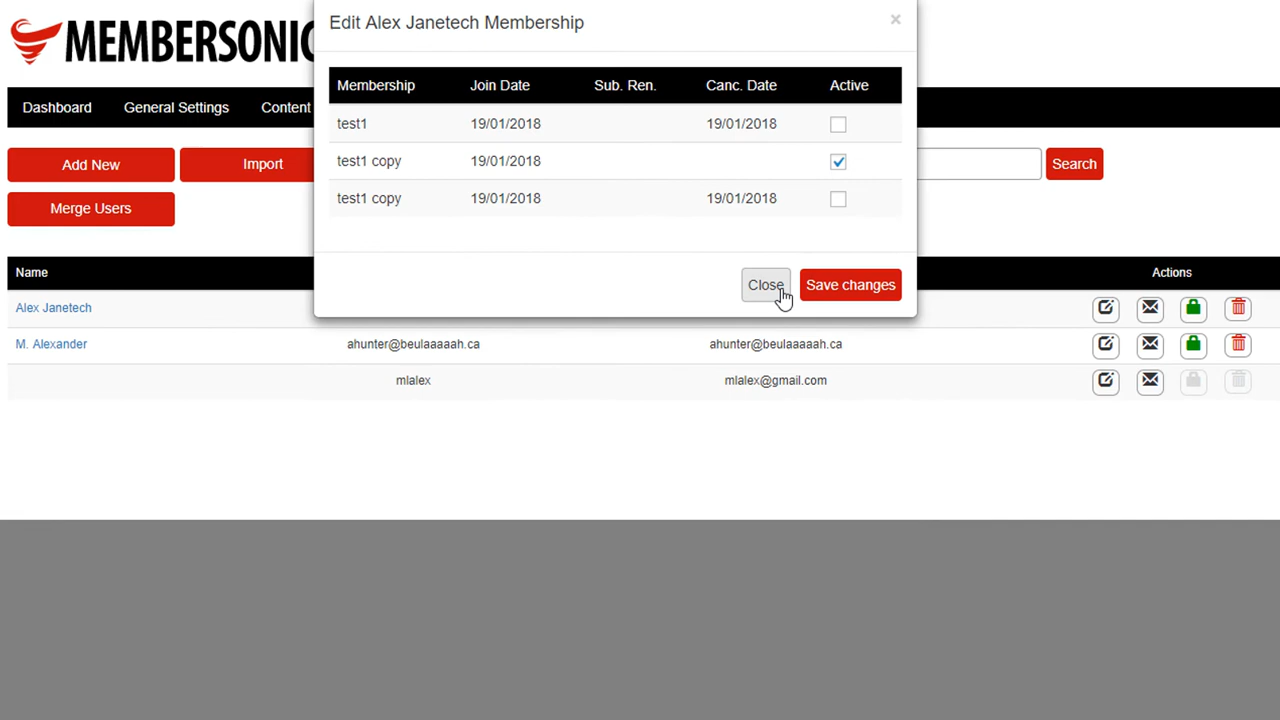 Edit Alex Janetech Membership ×
MEMBERSONIC
Membership Join Date Sub. Ren. Canc. Date Active
test1 19/01/2018 19/01/2018
test1 copy 19/01/2018
test1 copy 19/01/2018 19/01/2018
Close Save changes
Dashboard General Settings Content
Add New Import Search
Merge Users
Name Actions
Alex Janetech
M. Alexander ahunter@beulaaaaah.ca ahunter@beulaaaaah.ca
mlalex mlalex@gmail.com